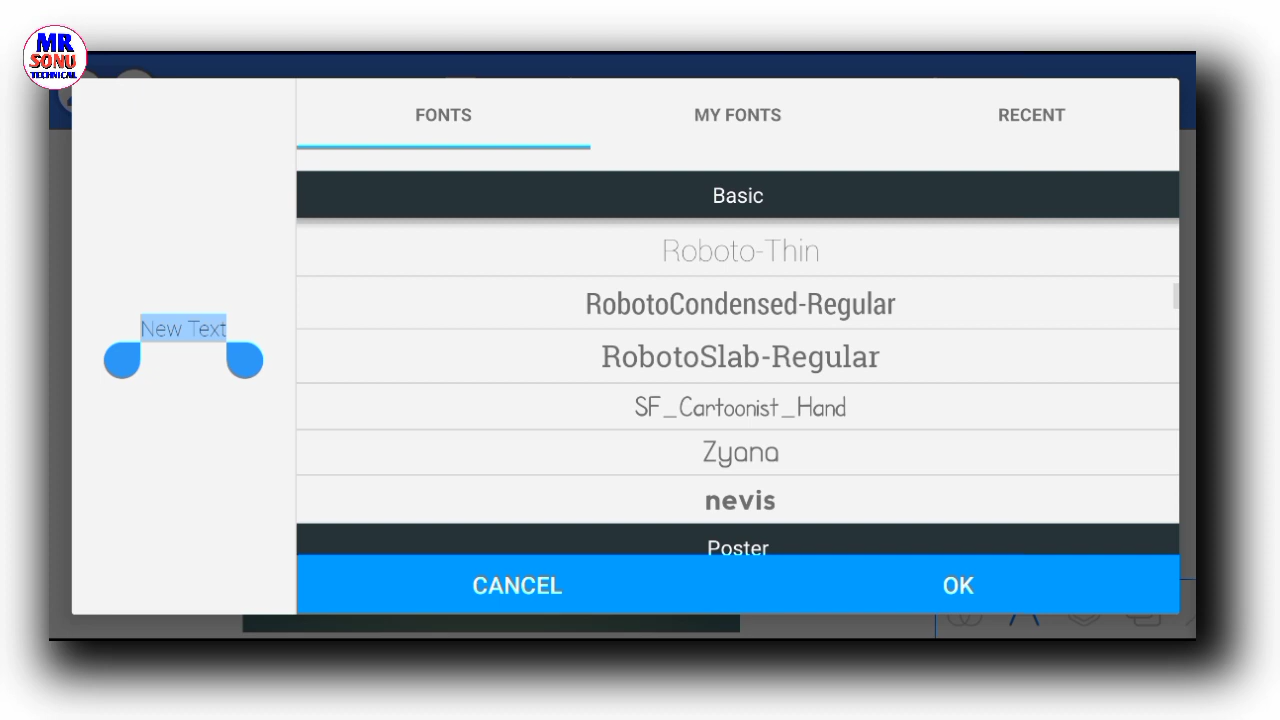 MR
SONU
TECHNICAL
FONTS
MY FONTS
RECENT
Basic
Roboto-Thin
RobotoCondensed-Regular
New Text
RobotoSlab-Regular
SF_Cartoonist_Hand
Zyana
nevis
Poster
CANCEL
OK